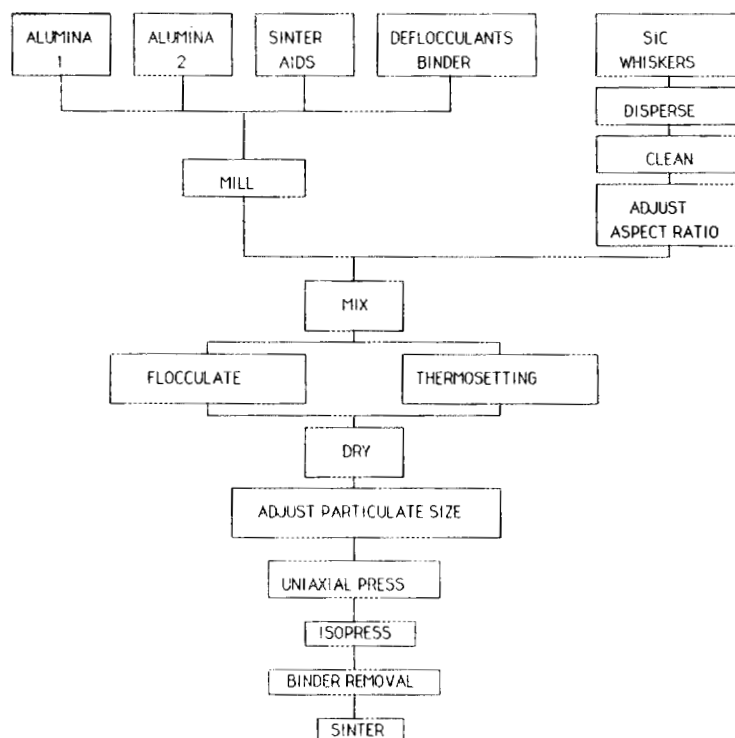 ALUMINA
1
ALUMINA
2
SINTER
AIDS
DEFLOCCULANTS
BINDER
SiC
WHISKERS
DISPERSE
CLEAN
ADJUST
ASPECT RATIO
MILL
MIX
FLOCCULATE
THERMOSETTING
DRY
ADJUST PARTICULATE SIZE
UNIAXIAL PRESS
ISOPRESS
BINDER REMOVAL
SINTER